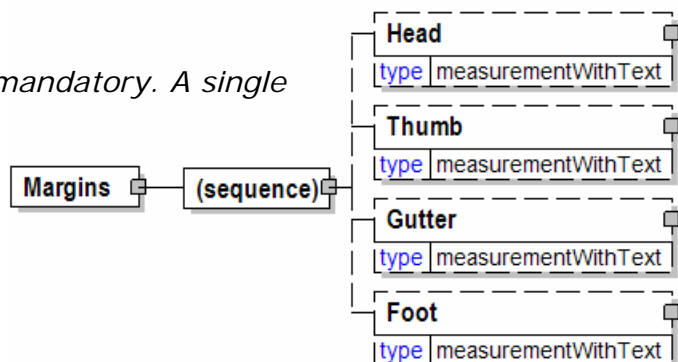 Head
type measurementWithText
mandatory. A single
Thumb
type measurementWithText
Margins
(sequence)
Gutter
type measurementWithText
Foot
type measurementWithText